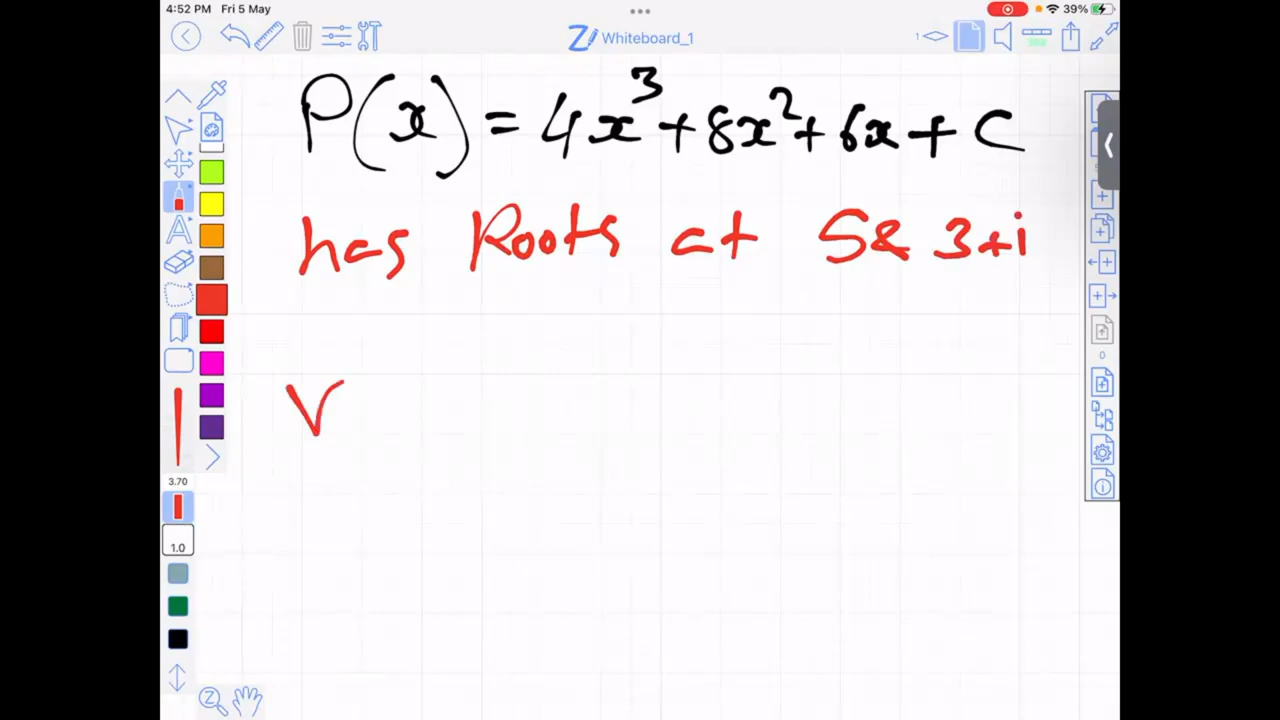 4:52 PM Fri 5 May
39%
Whiteboard_1
1
P(x) = 4x³ + 8x² + 6x + C
has Roots at 5 & 3+i
V
3.70
1.0
0